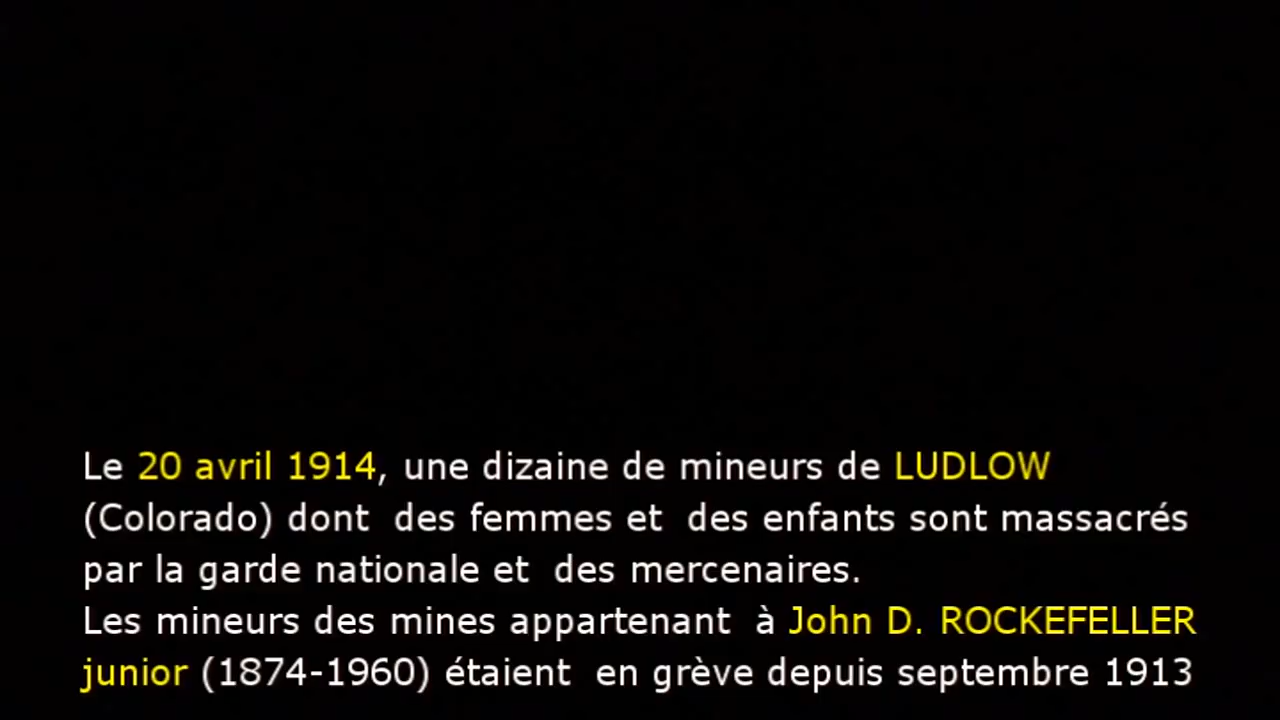 Le 20 avril 1914, une dizaine de mineurs de LUDLOW
(Colorado) dont des femmes et des enfants sont massacrés
par la garde nationale et des mercenaires.
Les mineurs des mines appartenant à John D. ROCKEFELLER
junior (1874-1960) étaient en grève depuis septembre 1913